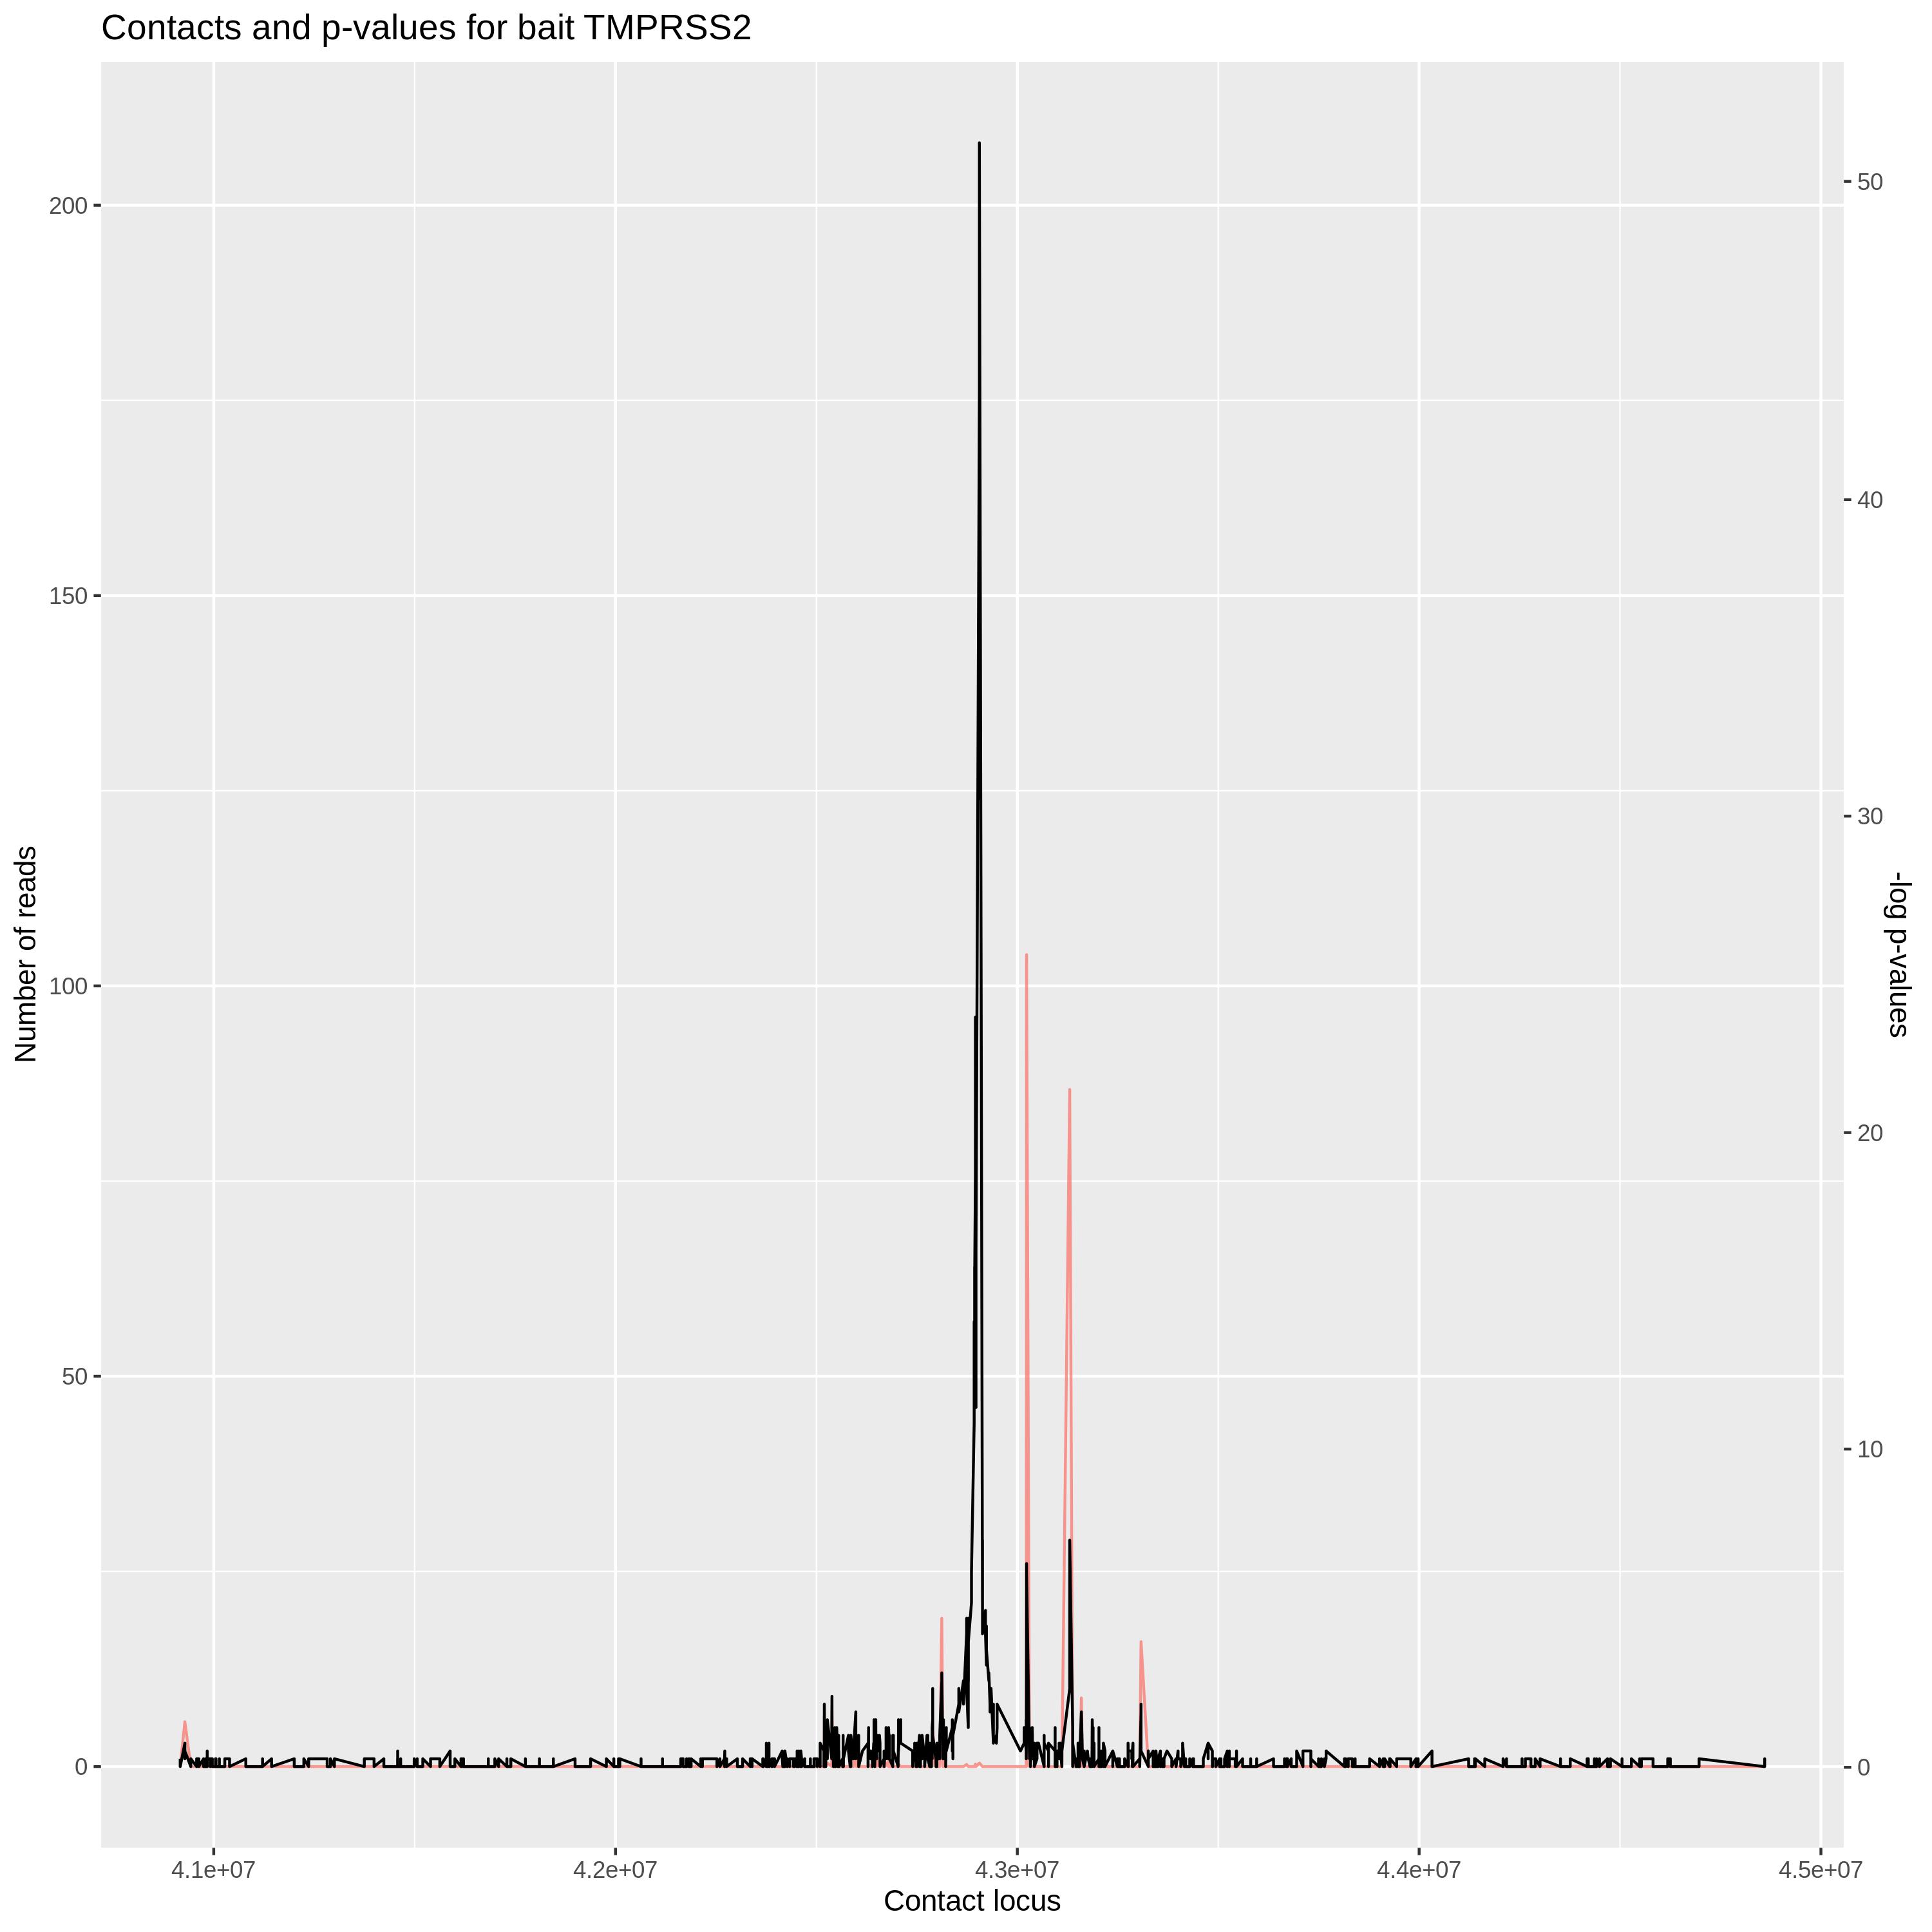 Contacts and p-values for bait TMPRSS2
200
150
100
50
0
Number of reads
50
40
30
20
10
0
-log p-values
4.1e+07
4.2e+07
4.3e+07
4.4e+07
4.5e+07
Contact locus